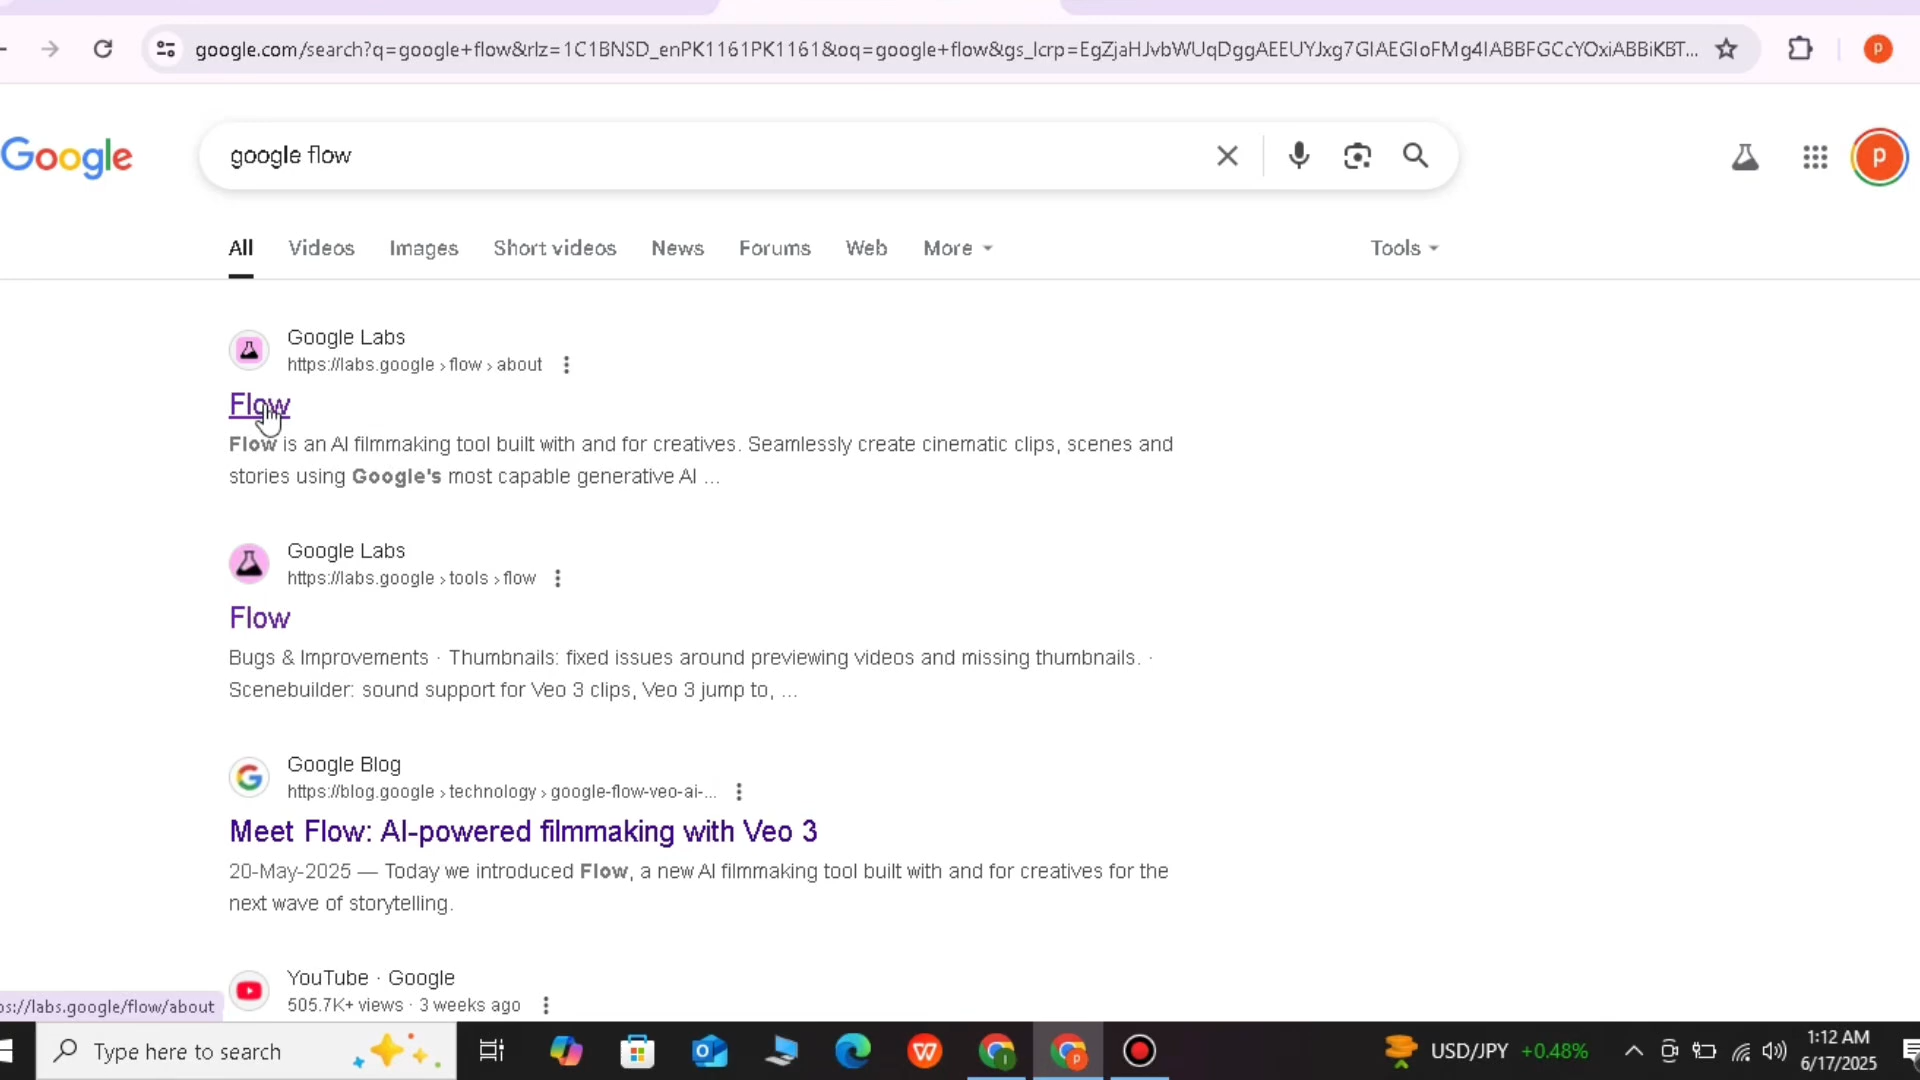 google.com/search?q=google+flow&rlz=1C1BNSD_enPK1161PK1161&oq=google+flow&gs_lcrp=EgZjaHJvbWUqDggAEEUYJxg7GIAEGIoFMg4IABBFGCcYOxiABBiKBT...
P
Google
google flow
P
All Videos Images Short videos News Forums Web More Tools
Google Labs
https://labs.google › flow › about
Flow
Flow is an AI filmmaking tool built with and for creatives. Seamlessly create cinematic clips, scenes and
stories using Google's most capable generative AI ...
Google Labs
https://labs.google › tools › flow
Flow
Bugs & Improvements · Thumbnails: fixed issues around previewing videos and missing thumbnails. ·
Scenebuilder: sound support for Veo 3 clips, Veo 3 jump to, ...
Google Blog
https://blog.google › technology › google-flow-veo-ai-...
Meet Flow: AI-powered filmmaking with Veo 3
20-May-2025 — Today we introduced Flow, a new AI filmmaking tool built with and for creatives for the
next wave of storytelling.
YouTube · Google
505.7K+ views · 3 weeks ago
ps://labs.google/flow/about
Type here to search
USD/JPY +0.48%
1:12 AM
6/17/2025